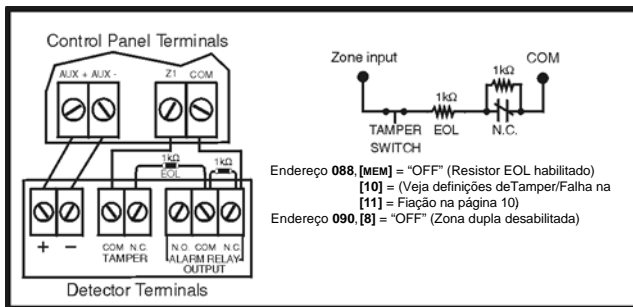 Control Panel Terminals
AUX + AUX -
Z1 COM
1kΩ
EOL
1kΩ
+ −
COM N.C.
TAMPER
N.O. COM N.C.
ALARM RELAY
OUTPUT
Detector Terminals
Zone input
COM
1kΩ
1kΩ
TAMPER
SWITCH
EOL
N.C.
Endereço 088, [MEM] = “OFF” (Resistor EOL habilitado)
[10] = (Veja definições deTamper/Falha na
[11] = Fiação na página 10)
Endereço 090, [8] = “OFF” (Zona dupla desabilitada)